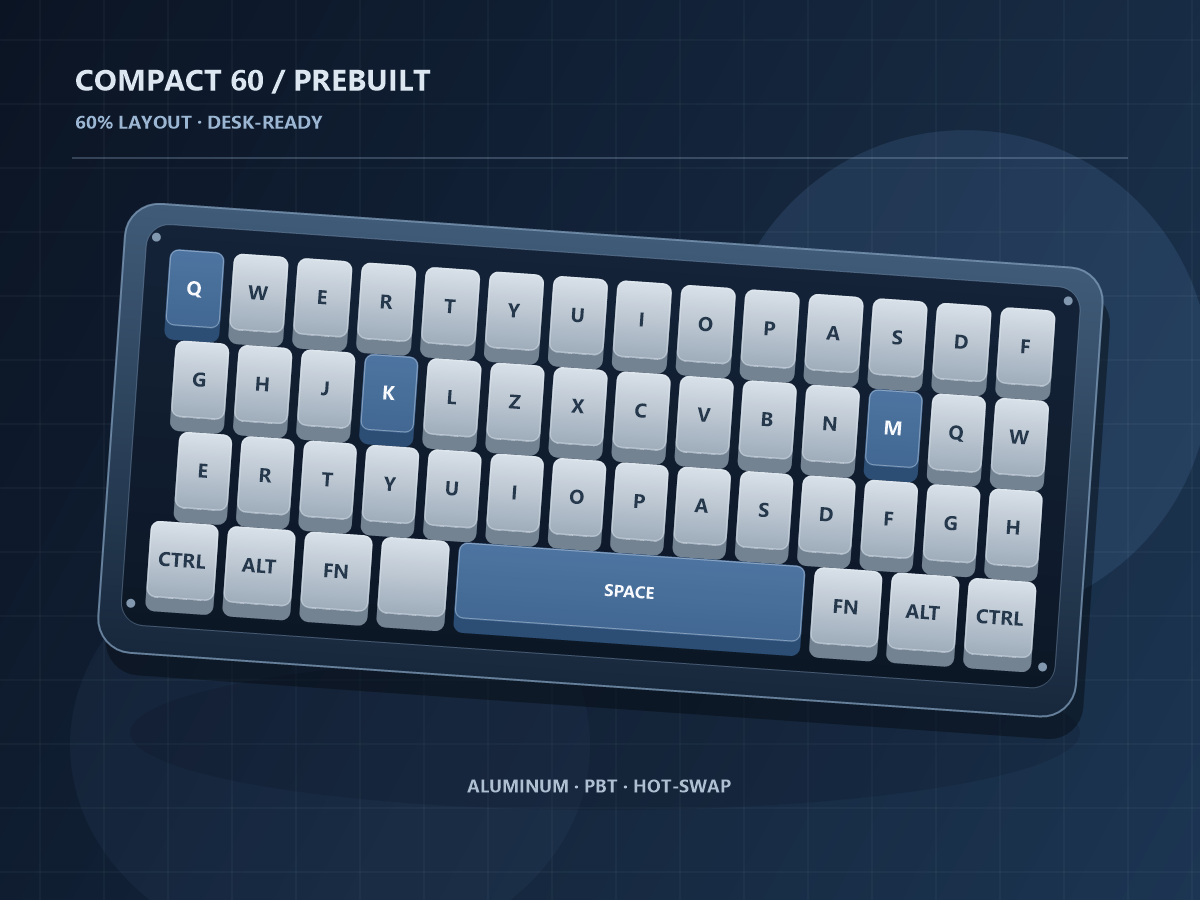 COMPACT 60 / PREBUILT
60% LAYOUT · DESK-READY
Q W E R T Y U I O P A S D F
G H J K L Z X C V B N M Q W
E R T Y U I O P A S D F G H
CTRL ALT FN SPACE FN ALT CTRL
ALUMINUM · PBT · HOT-SWAP